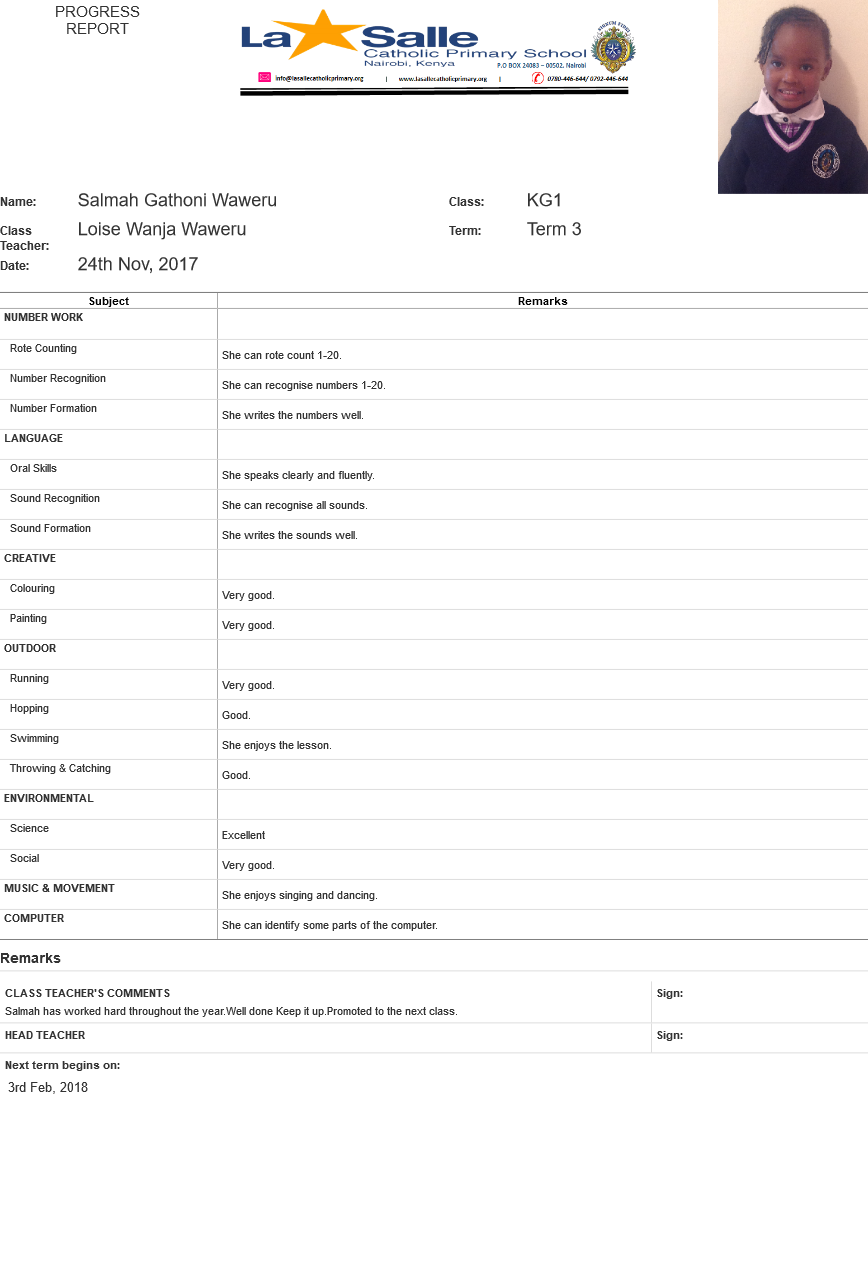 PROGRESS
REPORT
La Salle
Catholic Primary School
Nairobi, Kenya
P.O BOX 24083 – 00502, Nairobi
info@lasallecatholicprimary.org | www.lasallecatholicprimary.org | 0780-446-644/ 0792-446-644
Name: Salmah Gathoni Waweru Class: KG1
Class Teacher: Loise Wanja Waweru Term: Term 3
Date: 24th Nov, 2017
Subject Remarks
NUMBER WORK
Rote Counting She can rote count 1-20.
Number Recognition She can recognise numbers 1-20.
Number Formation She writes the numbers well.
LANGUAGE
Oral Skills She speaks clearly and fluently.
Sound Recognition She can recognise all sounds.
Sound Formation She writes the sounds well.
CREATIVE
Colouring Very good.
Painting Very good.
OUTDOOR
Running Very good.
Hopping Good.
Swimming She enjoys the lesson.
Throwing & Catching Good.
ENVIRONMENTAL
Science Excellent
Social Very good.
MUSIC & MOVEMENT She enjoys singing and dancing.
COMPUTER She can identify some parts of the computer.
Remarks
CLASS TEACHER'S COMMENTS Sign:
Salmah has worked hard throughout the year.Well done Keep it up.Promoted to the next class.
HEAD TEACHER Sign:
Next term begins on:
3rd Feb, 2018